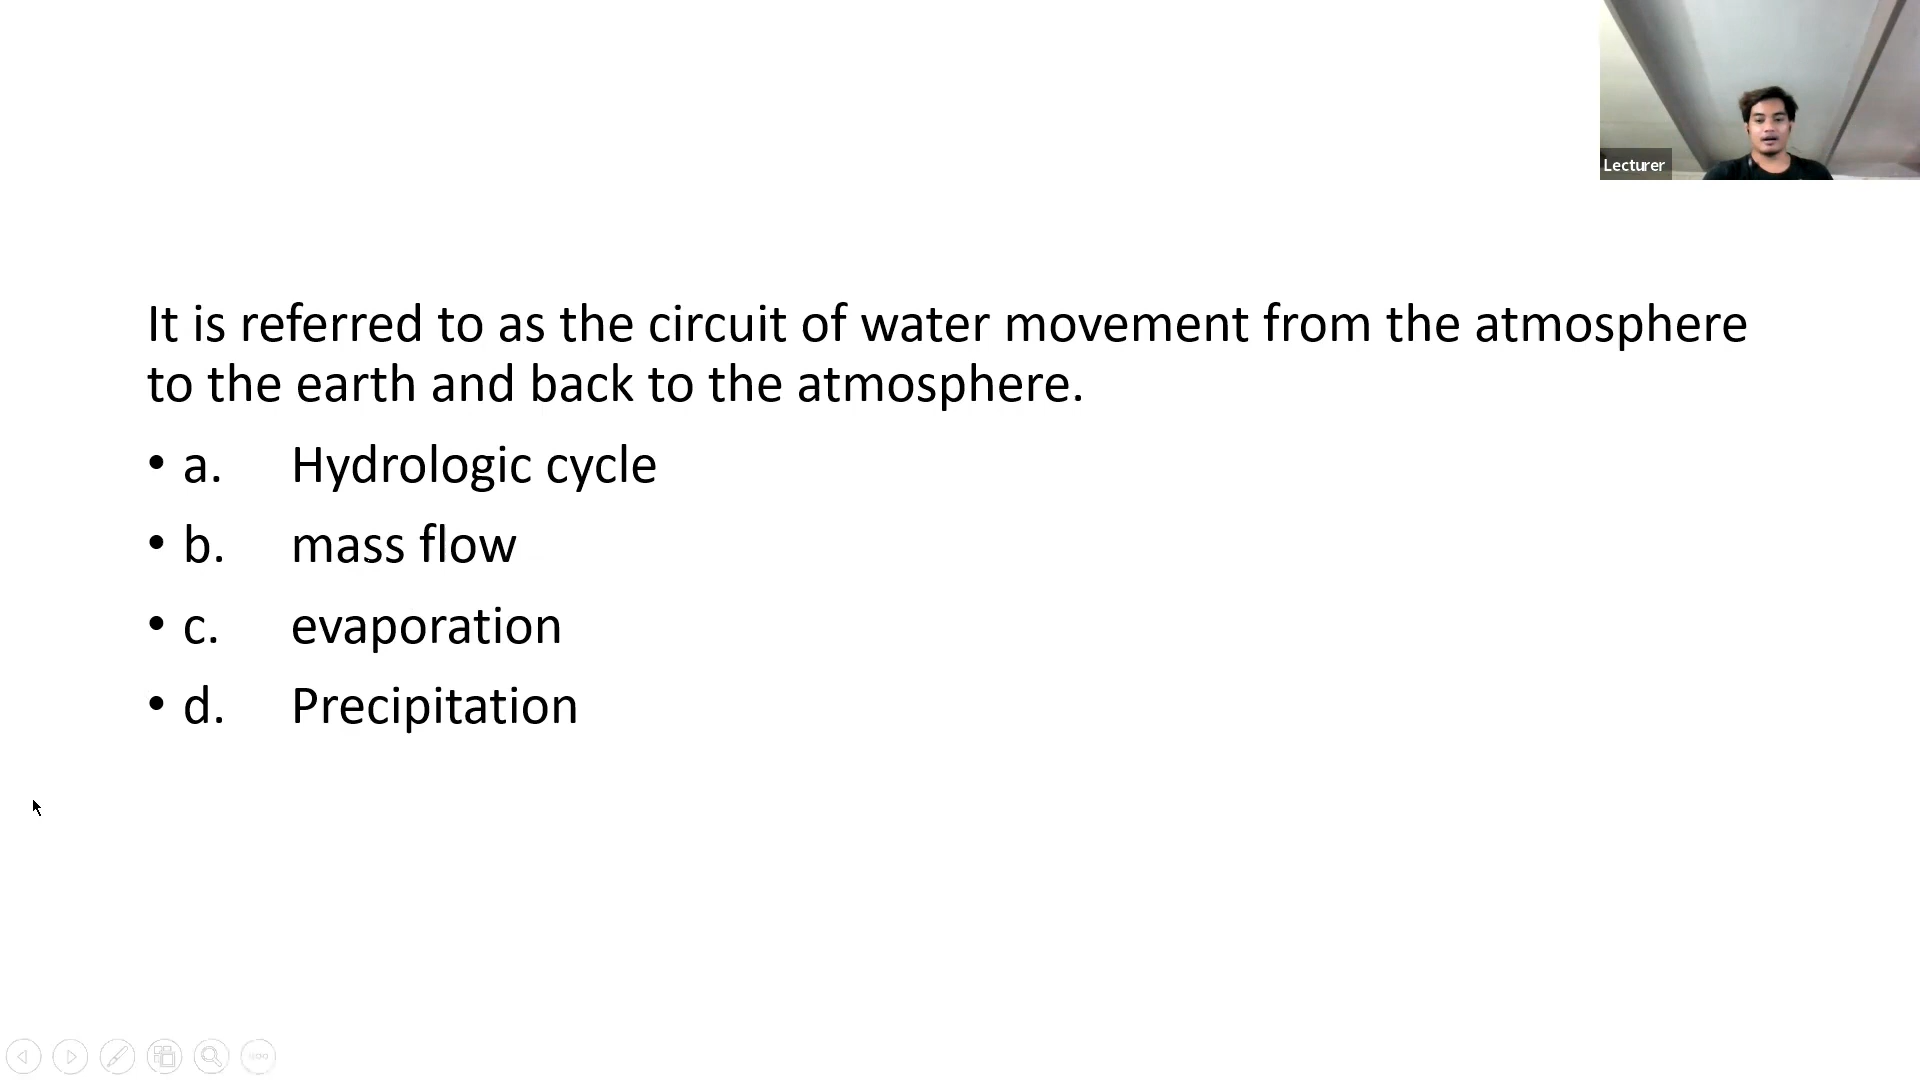 Lecturer
It is referred to as the circuit of water movement from the atmosphere
to the earth and back to the atmosphere.
• a. Hydrologic cycle
• b. mass flow
• c. evaporation
• d. Precipitation